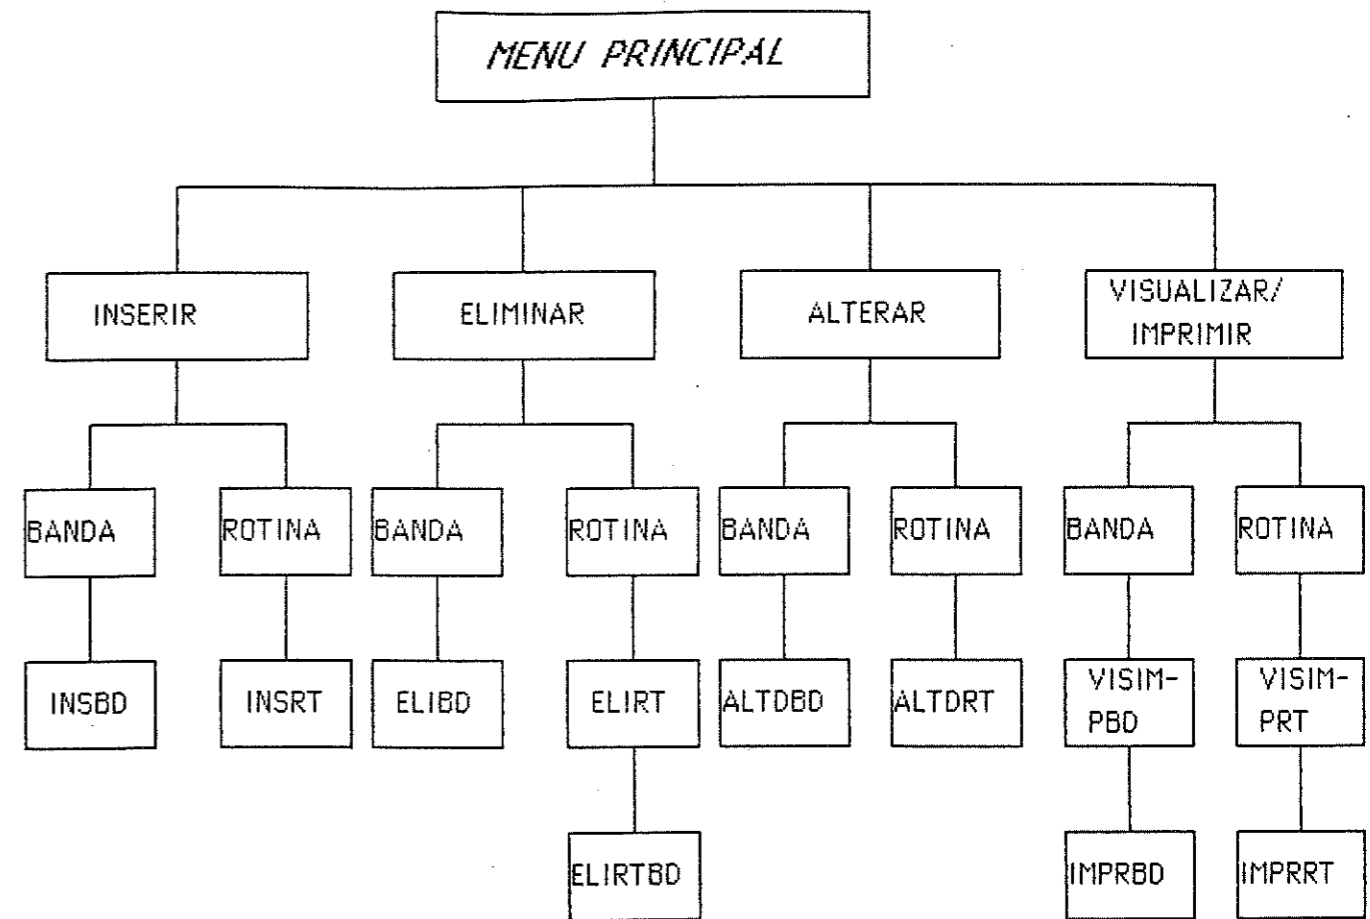 MENU PRINCIPAL
INSERIR
ELIMINAR
ALTERAR
VISUALIZAR/
IMPRIMIR
BANDA
ROTINA
BANDA
ROTINA
BANDA
ROTINA
BANDA
ROTINA
INSBD
INSRT
ELIBD
ELIRT
ALTDBD
ALTDRT
VISIM-
PBD
VISIM-
PRT
ELIRTBD
IMPRBD
IMPRRT